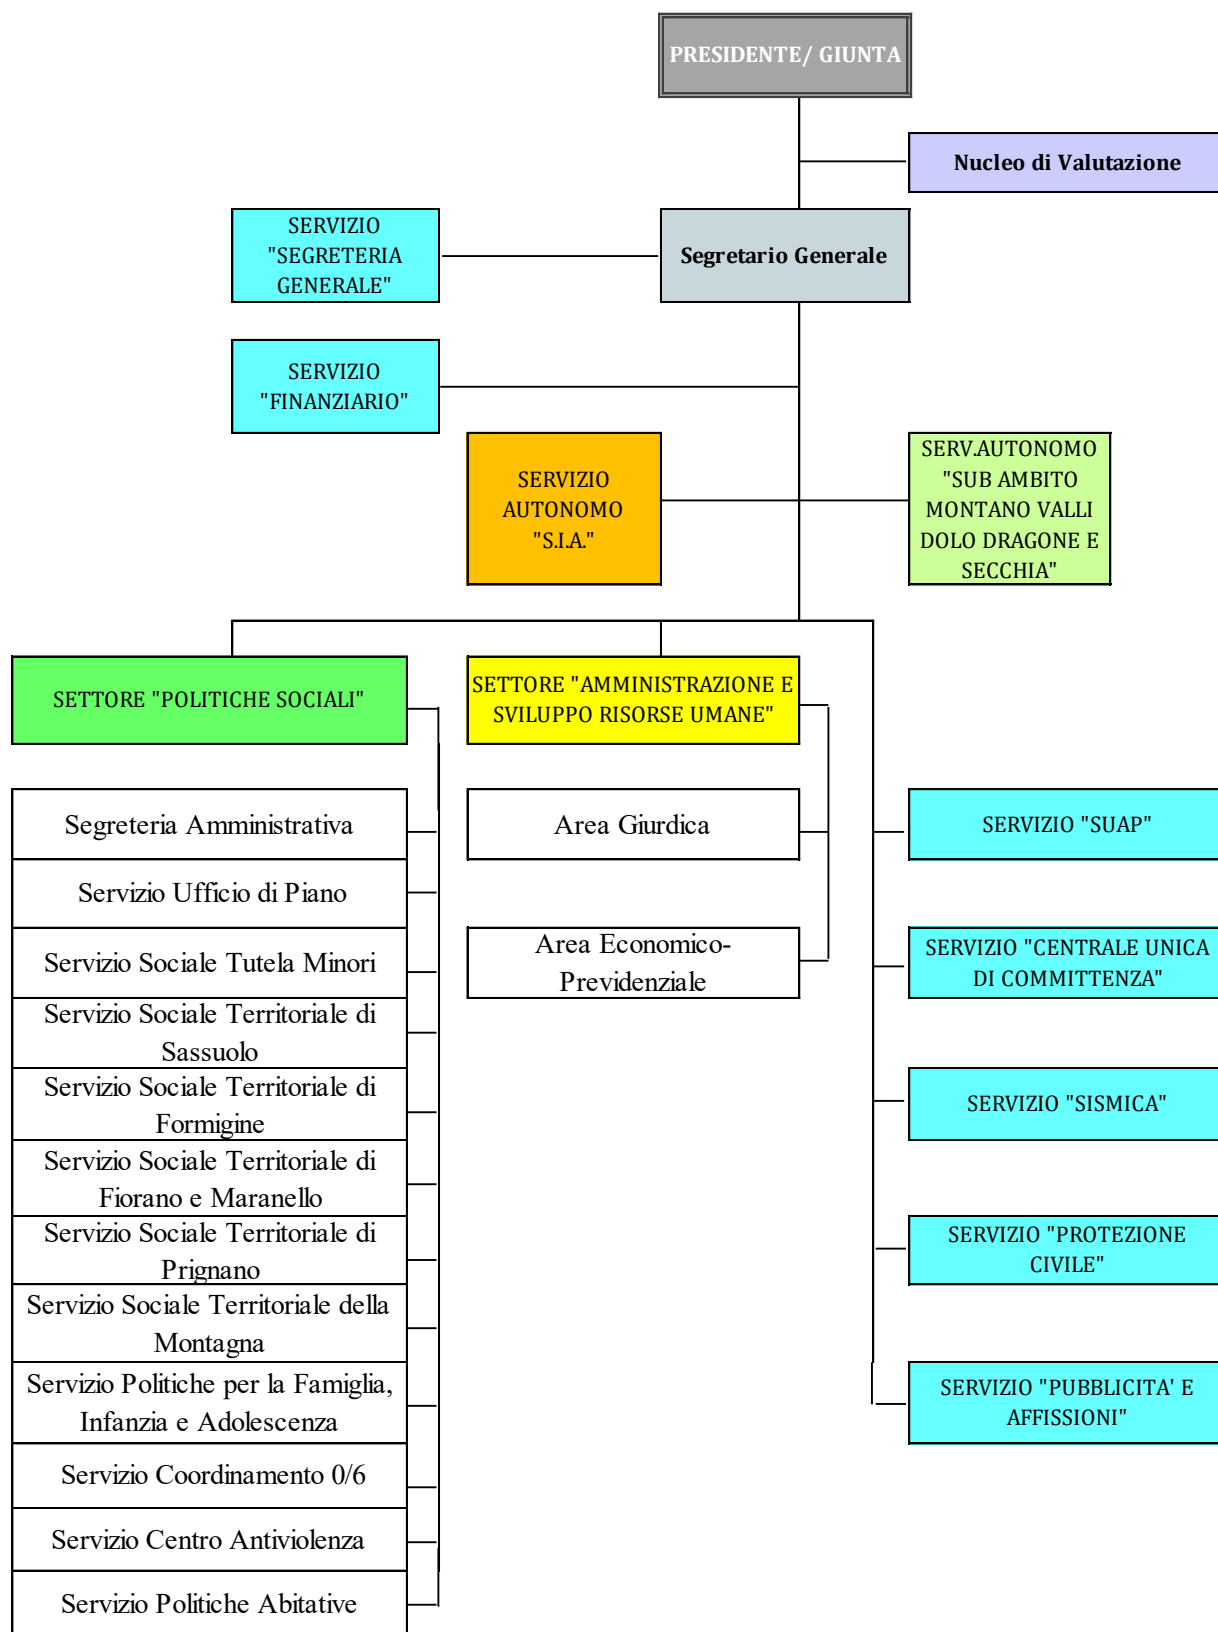 PRESIDENTE/ GIUNTA
Nucleo di Valutazione
SERVIZIO
"SEGRETERIA
GENERALE"
Segretario Generale
SERVIZIO
"FINANZIARIO"
SERVIZIO
AUTONOMO
"S.I.A."
SERV.AUTONOMO
"SUB AMBITO
MONTANO VALLI
DOLO DRAGONE E
SECCHIA"
SETTORE "POLITICHE SOCIALI"
SETTORE "AMMINISTRAZIONE E
SVILUPPO RISORSE UMANE"
Segreteria Amministrativa
Servizio Ufficio di Piano
Servizio Sociale Tutela Minori
Servizio Sociale Territoriale di
Sassuolo
Servizio Sociale Territoriale di
Formigine
Servizio Sociale Territoriale di
Fiorano e Maranello
Servizio Sociale Territoriale di
Prignano
Servizio Sociale Territoriale della
Montagna
Servizio Politiche per la Famiglia,
Infanzia e Adolescenza
Servizio Coordinamento 0/6
Servizio Centro Antiviolenza
Servizio Politiche Abitative
Area Giurdica
Area Economico-
Previdenziale
SERVIZIO "SUAP"
SERVIZIO "CENTRALE UNICA
DI COMMITTENZA"
SERVIZIO "SISMICA"
SERVIZIO "PROTEZIONE
CIVILE"
SERVIZIO "PUBBLICITA' E
AFFISSIONI"